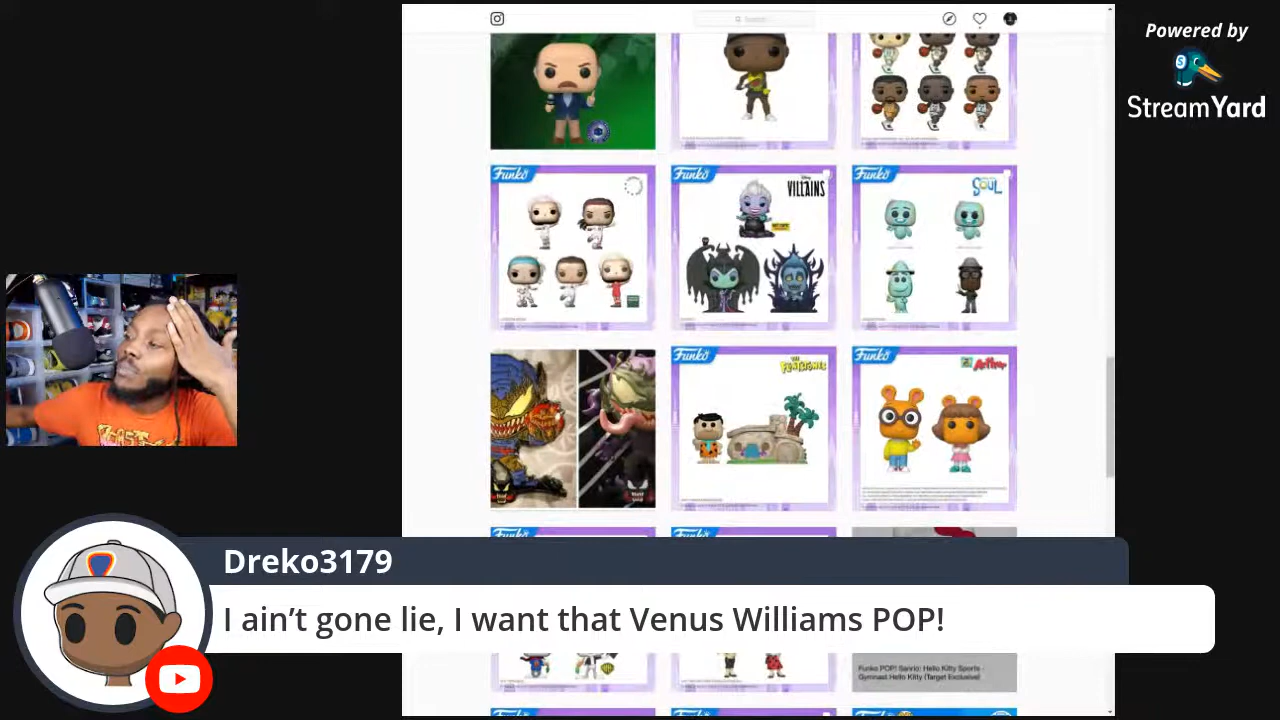 Search
Powered by
StreamYard
Funko
Funko
VILLAINS
Funko
SOUL
Funko
THE
FLINTSTONES
Funko
Arthur
Dreko3179
I ain’t gone lie, I want that Venus Williams POP!
Funko POP! Sanrio: Hello Kitty Sports -
Gymnast Hello Kitty (Target Exclusive)